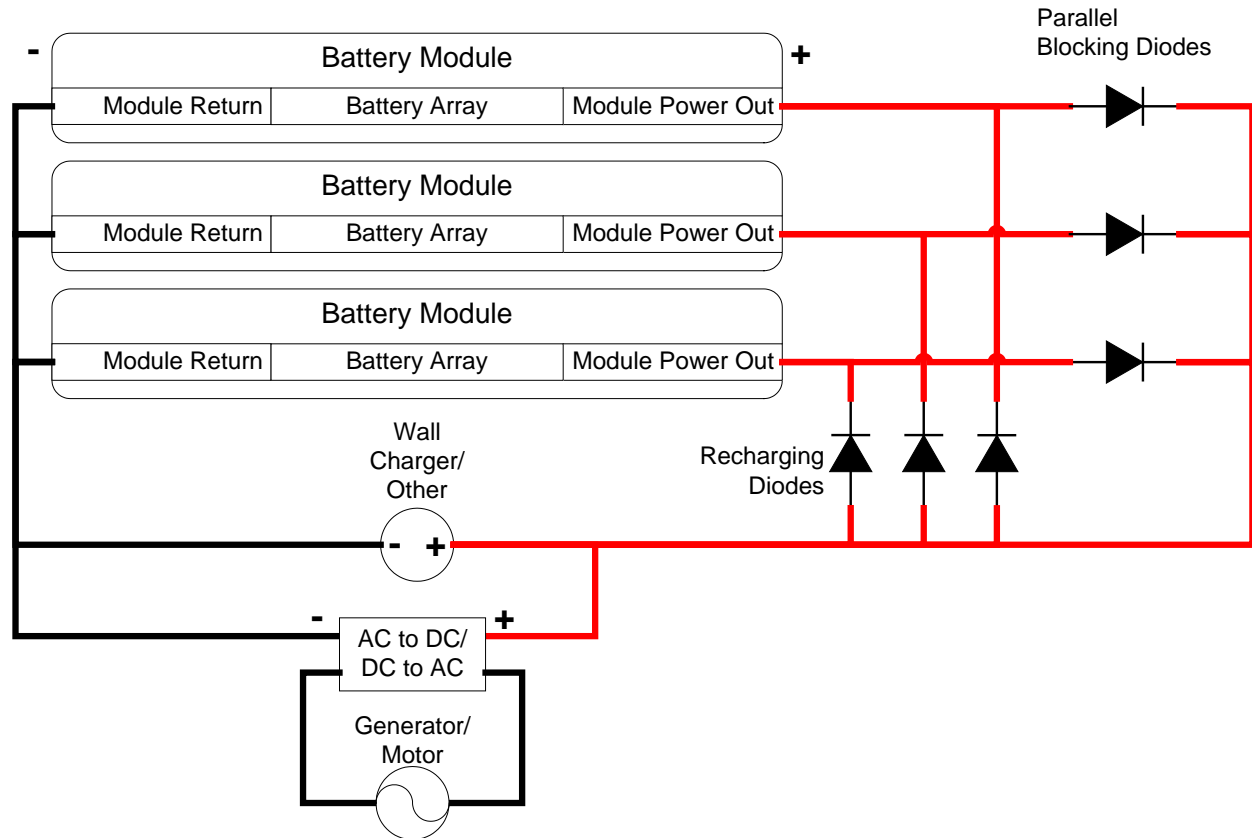 Parallel
Blocking Diodes
- Battery Module +
Module Return Battery Array Module Power Out
Battery Module
Module Return Battery Array Module Power Out
Battery Module
Module Return Battery Array Module Power Out
Wall
Charger/
Other
Recharging
Diodes
- +
- +
AC to DC/
DC to AC
Generator/
Motor